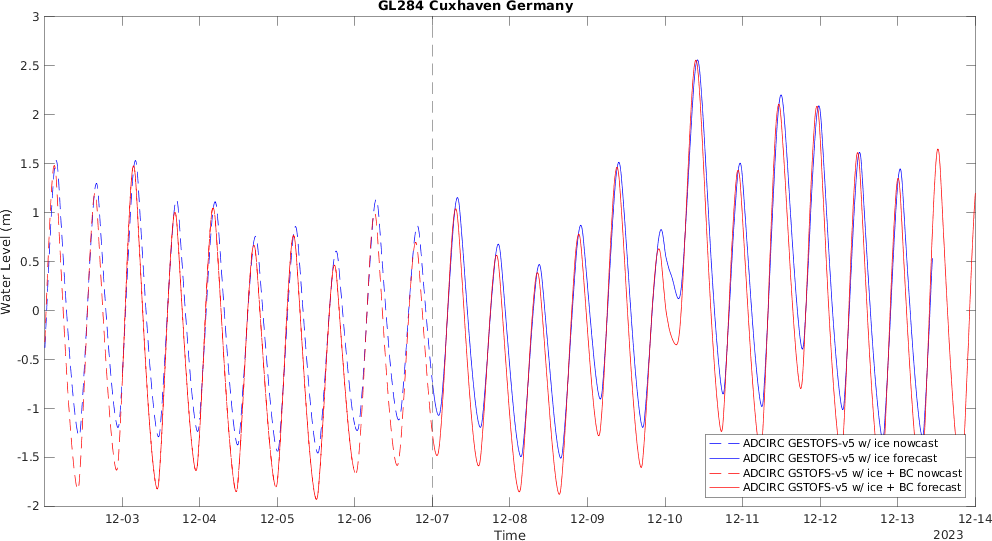 GL284 Cuxhaven Germany
3
2.5
2
1.5
1
0.5
0
-0.5
-1
-1.5
-2
Water Level (m)
ADCIRC GESTOFS-v5 w/ ice nowcast
ADCIRC GESTOFS-v5 w/ ice forecast
ADCIRC GSTOFS-v5 w/ ice + BC nowcast
ADCIRC GSTOFS-v5 w/ ice + BC forecast
12-03 12-04 12-05 12-06 12-07 12-08 12-09 12-10 12-11 12-12 12-13 12-14
Time
2023